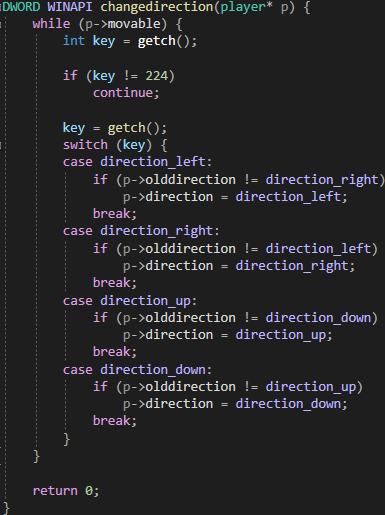 DWORD WINAPI changedirection(player* p) {
    while (p->movable) {
        int key = getch();

        if (key != 224)
            continue;

        key = getch();
        switch (key) {
        case direction_left:
            if (p->olddirection != direction_right)
                p->direction = direction_left;
            break;
        case direction_right:
            if (p->olddirection != direction_left)
                p->direction = direction_right;
            break;
        case direction_up:
            if (p->olddirection != direction_down)
                p->direction = direction_up;
            break;
        case direction_down:
            if (p->olddirection != direction_up)
                p->direction = direction_down;
            break;
        }
    }

    return 0;
}